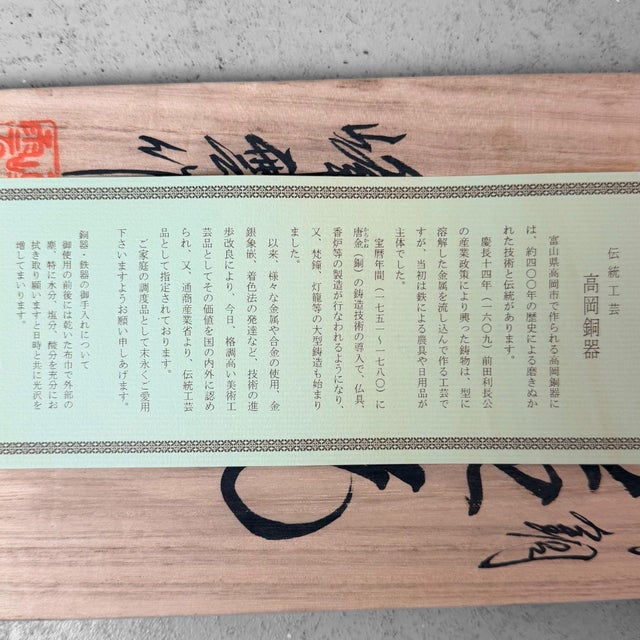 伝統工芸
高岡銅器
富山県高岡市で作られる高岡銅器に
は、約四〇〇年の歴史による磨きぬか
れた技術と伝統があります。
慶長十四年（一六〇九）前田利長公
の産業政策により興った鋳物は、型に
溶解した金属を流し込んで作る工芸で
すが、当初は鉄による農具や日用品が
主体でした。
宝暦年間（一七五一〜一七八〇）に
唐金（からかね）（銅）の鋳造技術の導入で、仏具、
香炉等の製造が行なわれるようになり、
又、梵鐘、灯籠等の大型鋳造も始まり
ました。
以来、様々な金属や合金の使用、金
銀象嵌、着色法の発達など、技術の進
歩改良により、今日、格調高い美術工
芸品としてその価値を国の内外に認め
られ、又、通商産業省より、伝統工芸
品として指定されております。
ご家庭の調度品として末永くご愛用
下さいますようお願い申しあげます。
銅器・鉄器の御手入れについて
御使用の前後には乾いた布巾で外部の
塵、特に水分、塩分、酸分を充分にお
拭き取り願いますと日時と共に光沢を
増してまいります。
銅